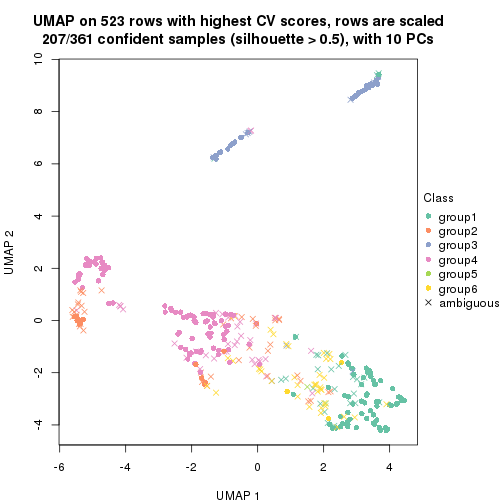 UMAP on 523 rows with highest CV scores, rows are scaled
207/361 confident samples (silhouette > 0.5), with 10 PCs
10
8
6
4
2
0
-2
-4
UMAP 2
-6
-4
-2
0
2
4
UMAP 1
Class
group1
group2
group3
group4
group5
group6
ambiguous